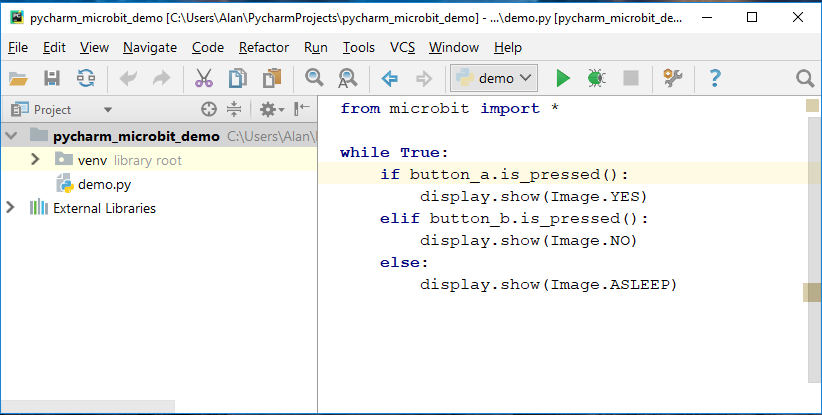 pycharm_microbit_demo [C:\Users\Alan\PycharmProjects\pycharm_microbit_demo] - ...\demo.py [pycharm_microbit_de...
File Edit View Navigate Code Refactor Run Tools VCS Window Help
VCS VCS demo ?
Project
pycharm_microbit_demo C:\Users\Alan\
venv library root
demo.py
External Libraries
from microbit import *
while True:
if button_a.is_pressed():
display.show(Image.YES)
elif button_b.is_pressed():
display.show(Image.NO)
else:
display.show(Image.ASLEEP)